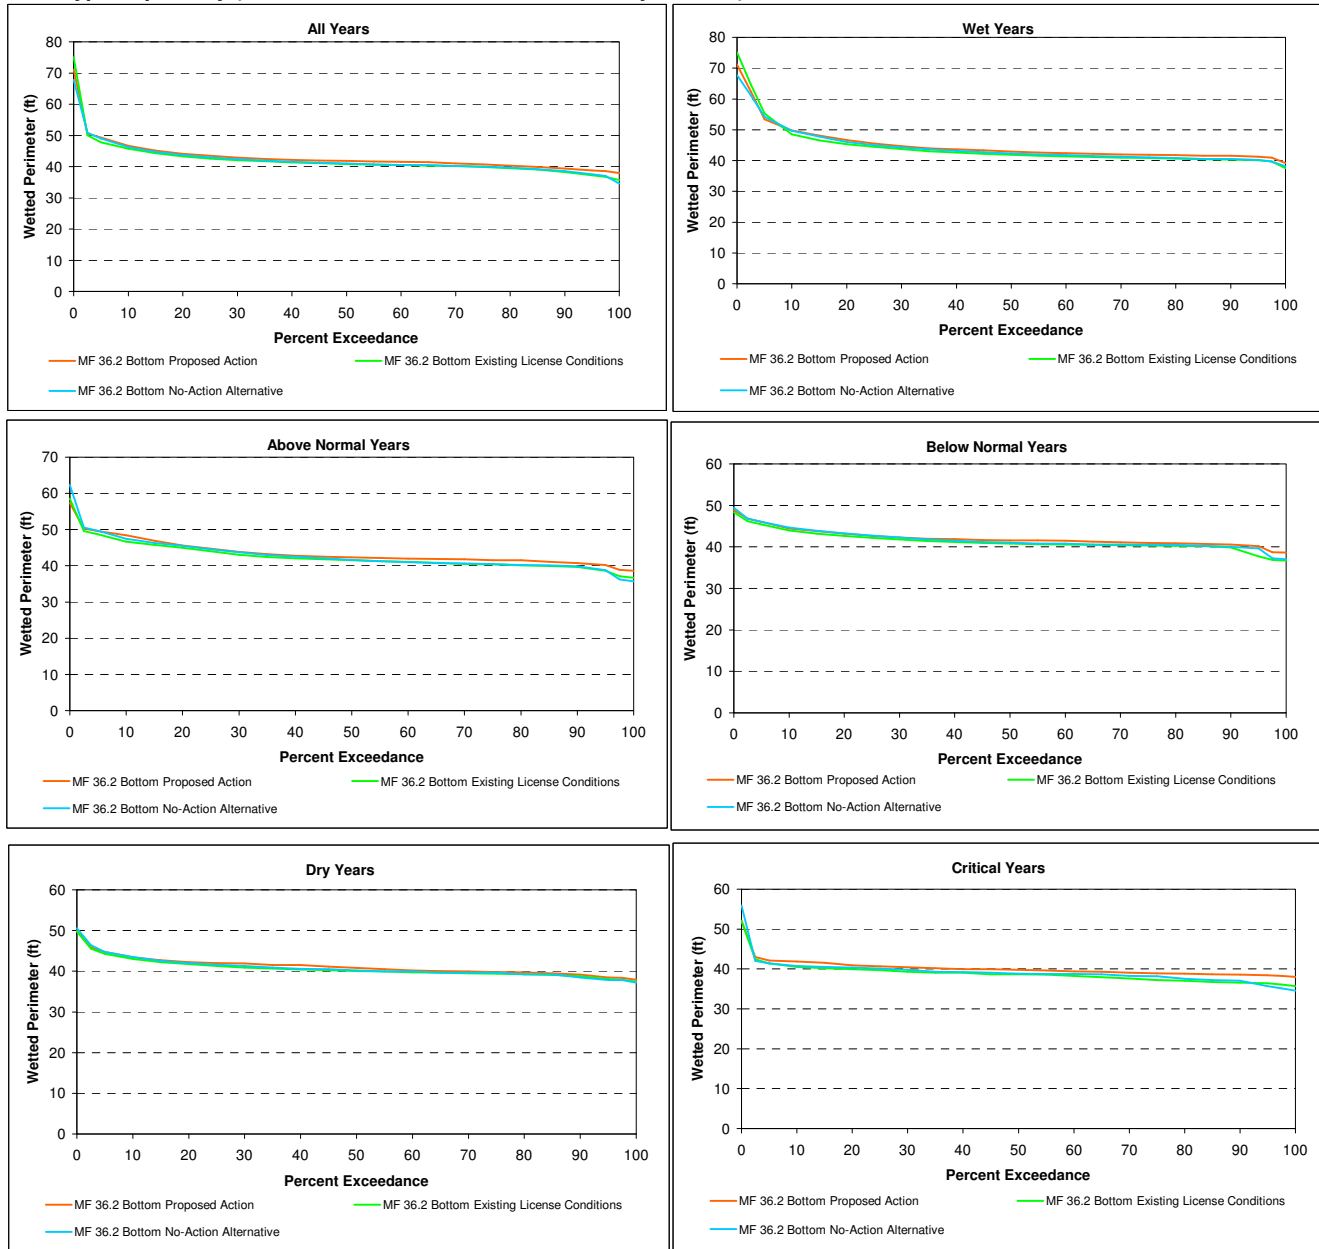 All Years
Wetted Perimeter (ft)
80
70
60
50
40
30
20
10
0
0 10 20 30 40 50 60 70 80 90 100
Percent Exceedance
MF 36.2 Bottom Proposed Action
MF 36.2 Bottom Existing License Conditions
MF 36.2 Bottom No-Action Alternative
Wet Years
Wetted Perimeter (ft)
80
70
60
50
40
30
20
10
0
0 10 20 30 40 50 60 70 80 90 100
Percent Exceedance
MF 36.2 Bottom Proposed Action
MF 36.2 Bottom Existing License Conditions
MF 36.2 Bottom No-Action Alternative
Above Normal Years
Wetted Perimeter (ft)
70
60
50
40
30
20
10
0
0 10 20 30 40 50 60 70 80 90 100
Percent Exceedance
MF 36.2 Bottom Proposed Action
MF 36.2 Bottom Existing License Conditions
MF 36.2 Bottom No-Action Alternative
Below Normal Years
Wetted Perimeter (ft)
60
50
40
30
20
10
0
0 10 20 30 40 50 60 70 80 90 100
Percent Exceedance
MF 36.2 Bottom Proposed Action
MF 36.2 Bottom Existing License Conditions
MF 36.2 Bottom No-Action Alternative
Dry Years
Wetted Perimeter (ft)
60
50
40
30
20
10
0
0 10 20 30 40 50 60 70 80 90 100
Percent Exceedance
MF 36.2 Bottom Proposed Action
MF 36.2 Bottom Existing License Conditions
MF 36.2 Bottom No-Action Alternative
Critical Years
Wetted Perimeter (ft)
60
50
40
30
20
10
0
0 10 20 30 40 50 60 70 80 90 100
Percent Exceedance
MF 36.2 Bottom Proposed Action
MF 36.2 Bottom Existing License Conditions
MF 36.2 Bottom No-Action Alternative